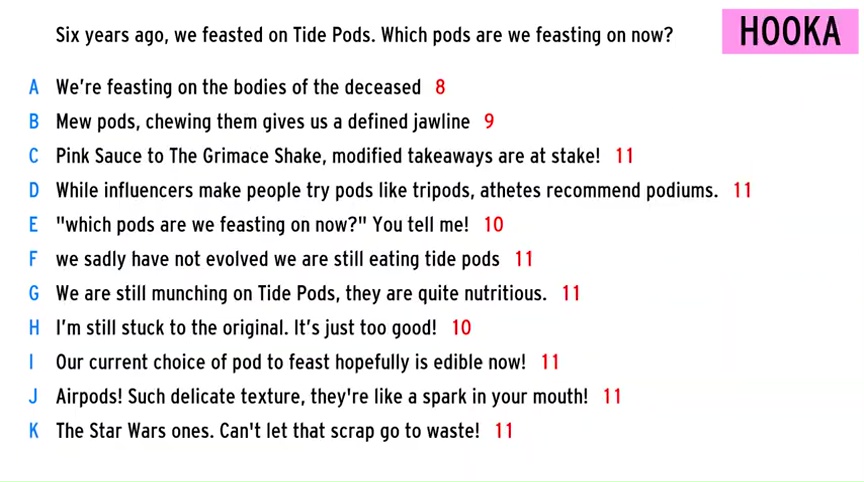 Six years ago, we feasted on Tide Pods. Which pods are we feasting on now?
HOOKA
A We're feasting on the bodies of the deceased 8
B Mew pods, chewing them gives us a defined jawline 9
C Pink Sauce to The Grimace Shake, modified takeaways are at stake! 11
D While influencers make people try pods like tripods, athetes recommend podiums. 11
E "which pods are we feasting on now?" You tell me! 10
F we sadly have not evolved we are still eating tide pods 11
G We are still munching on Tide Pods, they are quite nutritious. 11
H I'm still stuck to the original. It's just too good! 10
I Our current choice of pod to feast hopefully is edible now! 11
J Airpods! Such delicate texture, they're like a spark in your mouth! 11
K The Star Wars ones. Can't let that scrap go to waste! 11